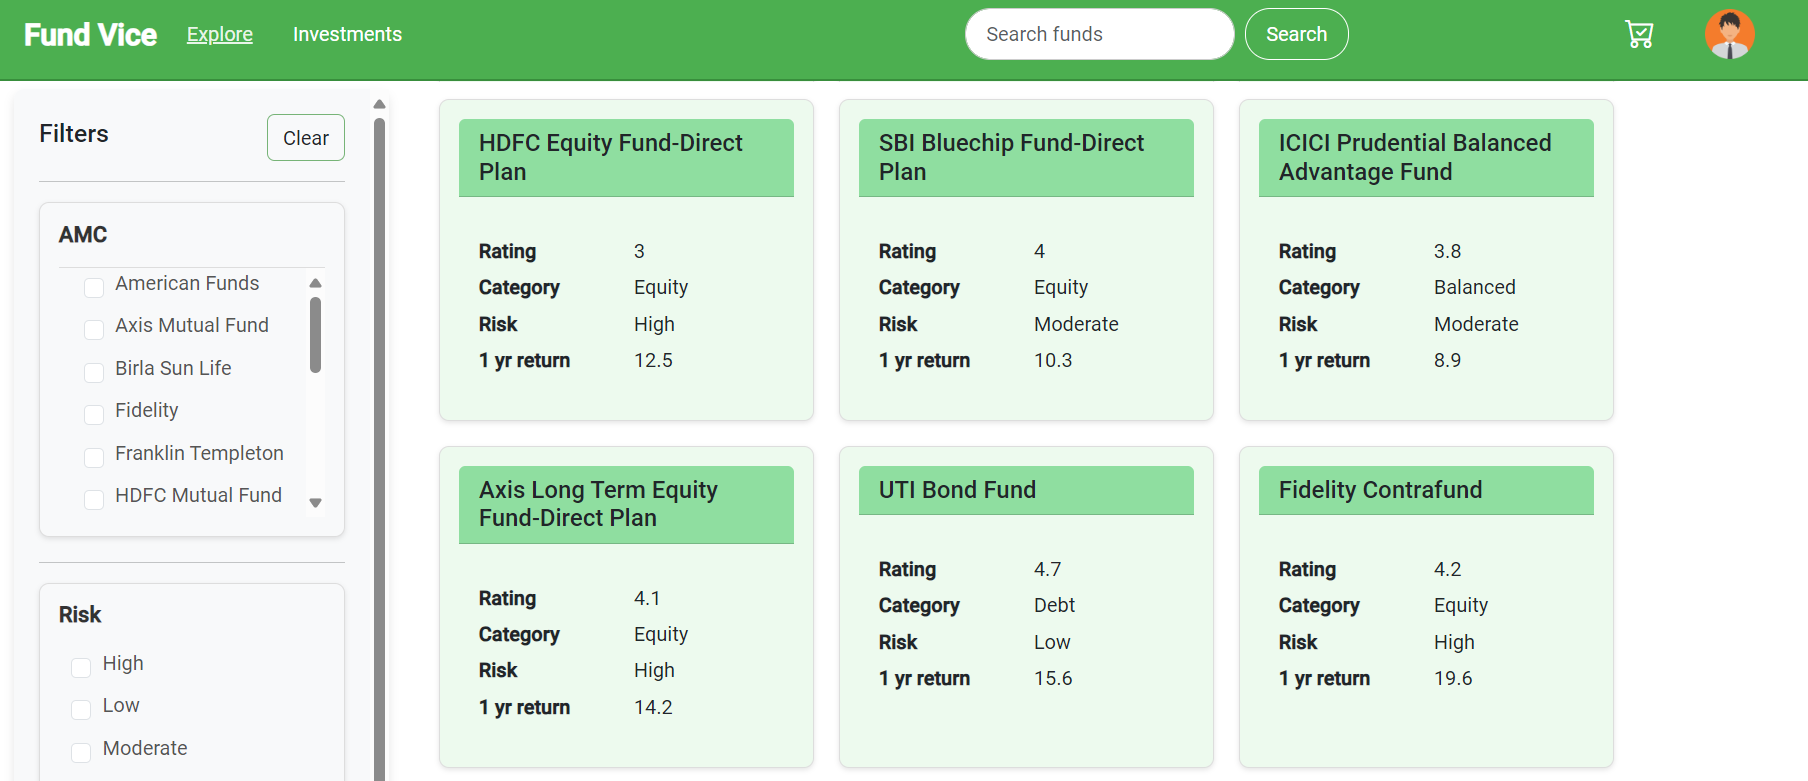 Fund Vice Explore Investments Search funds Search
Filters Clear
AMC
American Funds
Axis Mutual Fund
Birla Sun Life
Fidelity
Franklin Templeton
HDFC Mutual Fund
Risk
High
Low
Moderate
HDFC Equity Fund-Direct
Plan
Rating 3
Category Equity
Risk High
1 yr return 12.5
SBI Bluechip Fund-Direct
Plan
Rating 4
Category Equity
Risk Moderate
1 yr return 10.3
ICICI Prudential Balanced
Advantage Fund
Rating 3.8
Category Balanced
Risk Moderate
1 yr return 8.9
Axis Long Term Equity
Fund-Direct Plan
Rating 4.1
Category Equity
Risk High
1 yr return 14.2
UTI Bond Fund
Rating 4.7
Category Debt
Risk Low
1 yr return 15.6
Fidelity Contrafund
Rating 4.2
Category Equity
Risk High
1 yr return 19.6